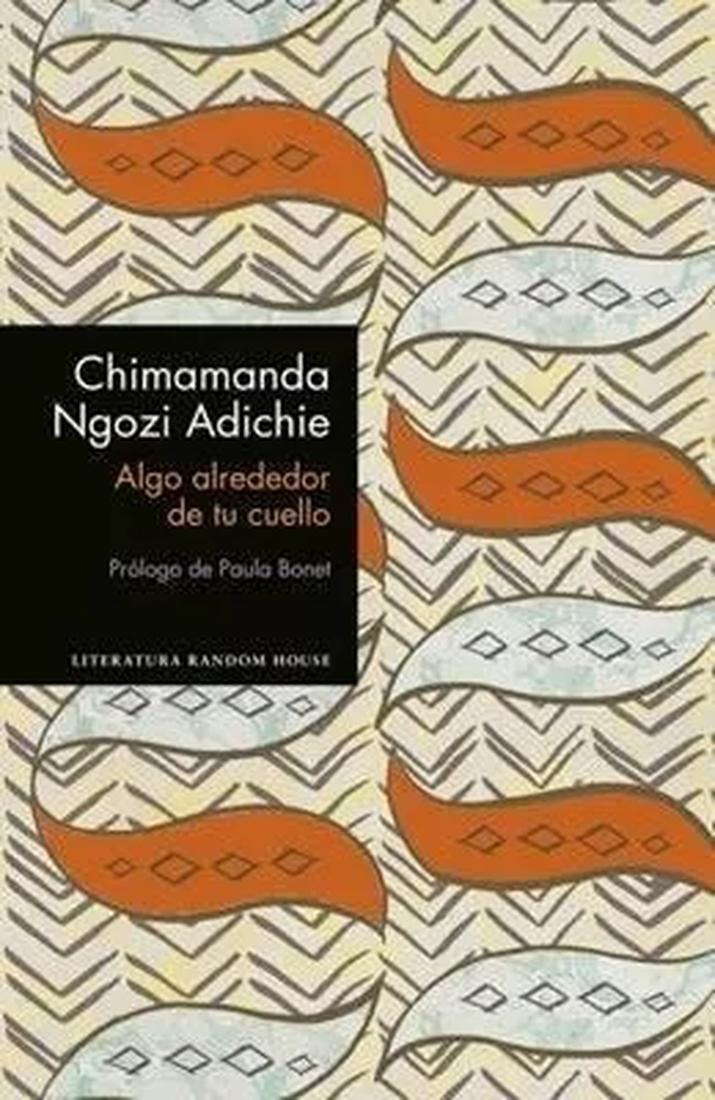 Chimamanda
Ngozi Adichie
Algo alrededor
de tu cuello
Prólogo de Paula Bonet
LITERATURA RANDOM HOUSE